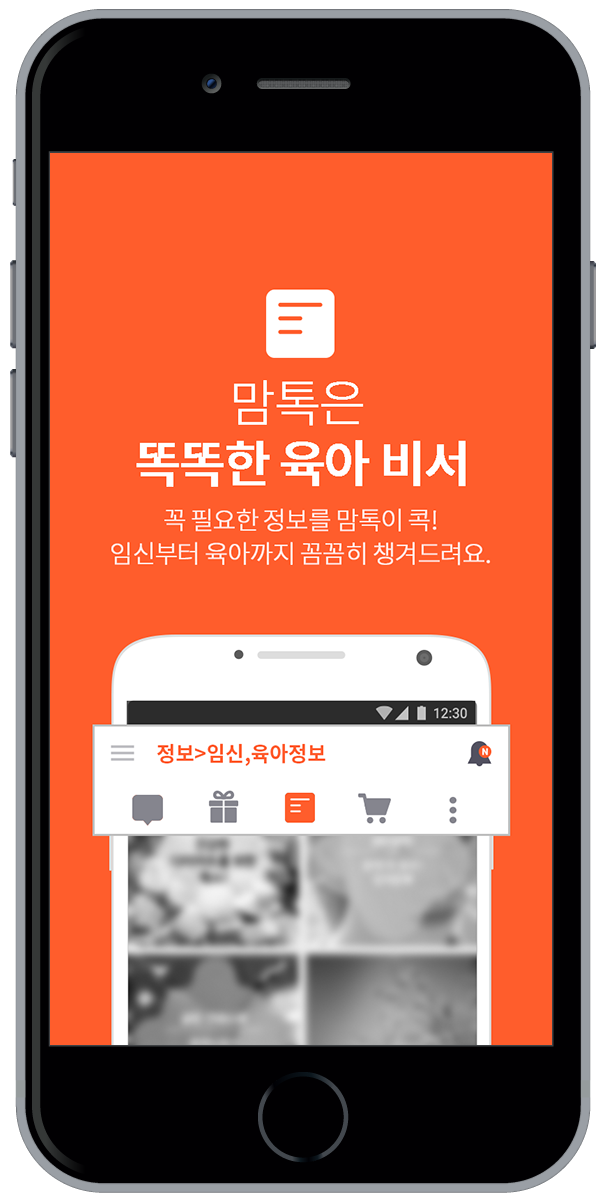 맘톡은
똑똑한 육아 비서
꼭 필요한 정보를 맘톡이 콕!
임신부터 육아까지 꼼꼼히 챙겨드려요.
12:30
정보>임신,육아정보
N